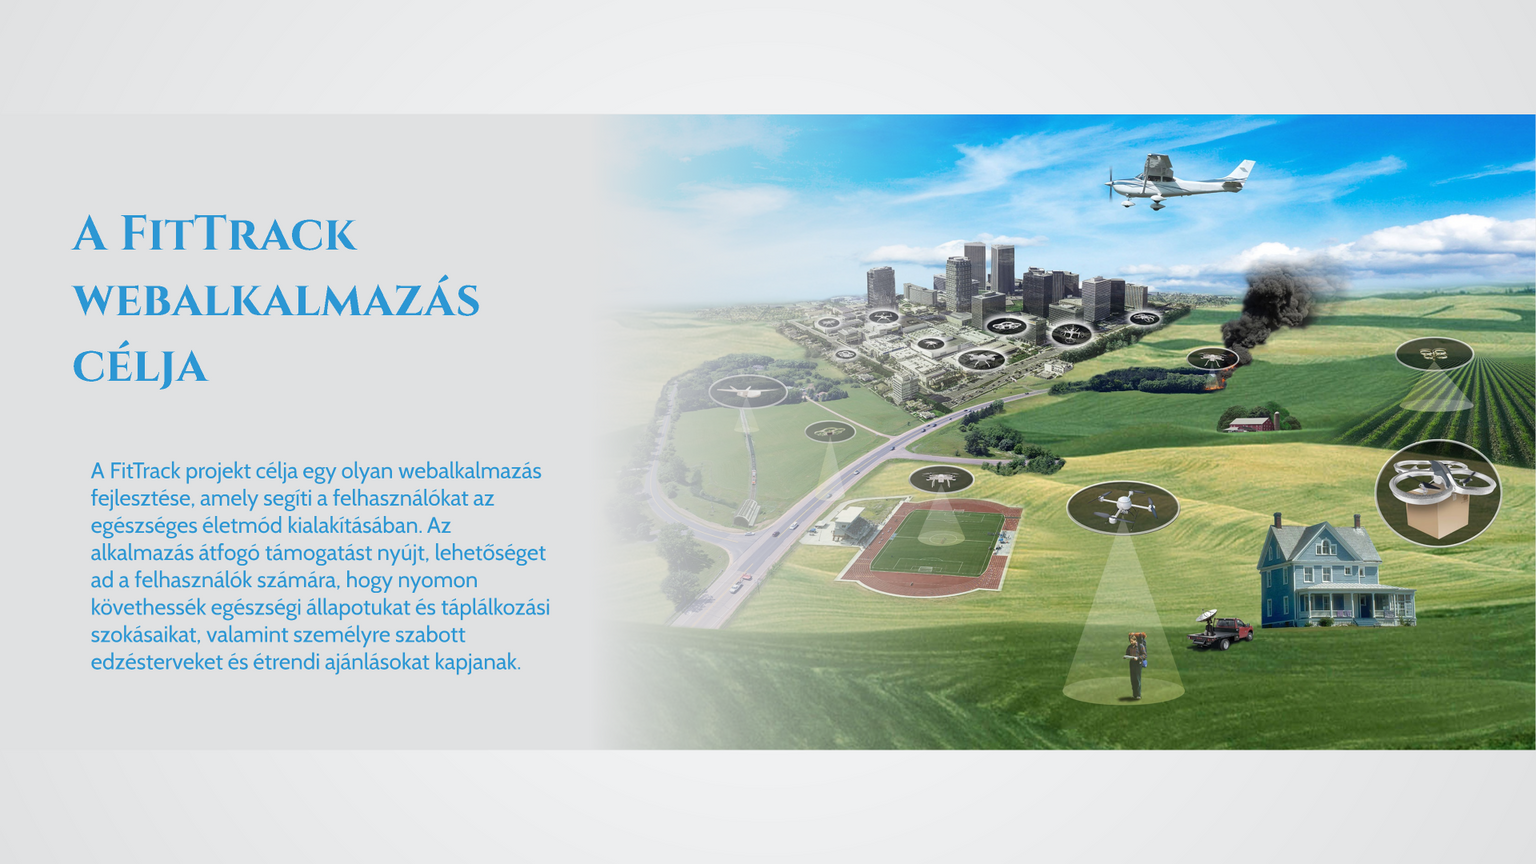 A FitTrack
webalkalmazás
célja
A FitTrack projekt célja egy olyan webalkalmazás
fejlesztése, amely segíti a felhasználókat az
egészséges életmód kialakításában. Az
alkalmazás átfogó támogatást nyújt, lehetőséget
ad a felhasználók számára, hogy nyomon
követhessék egészségi állapotukat és táplálkozási
szokásaikat, valamint személyre szabott
edzésterveket és étrendi ajánlásokat kapjanak.